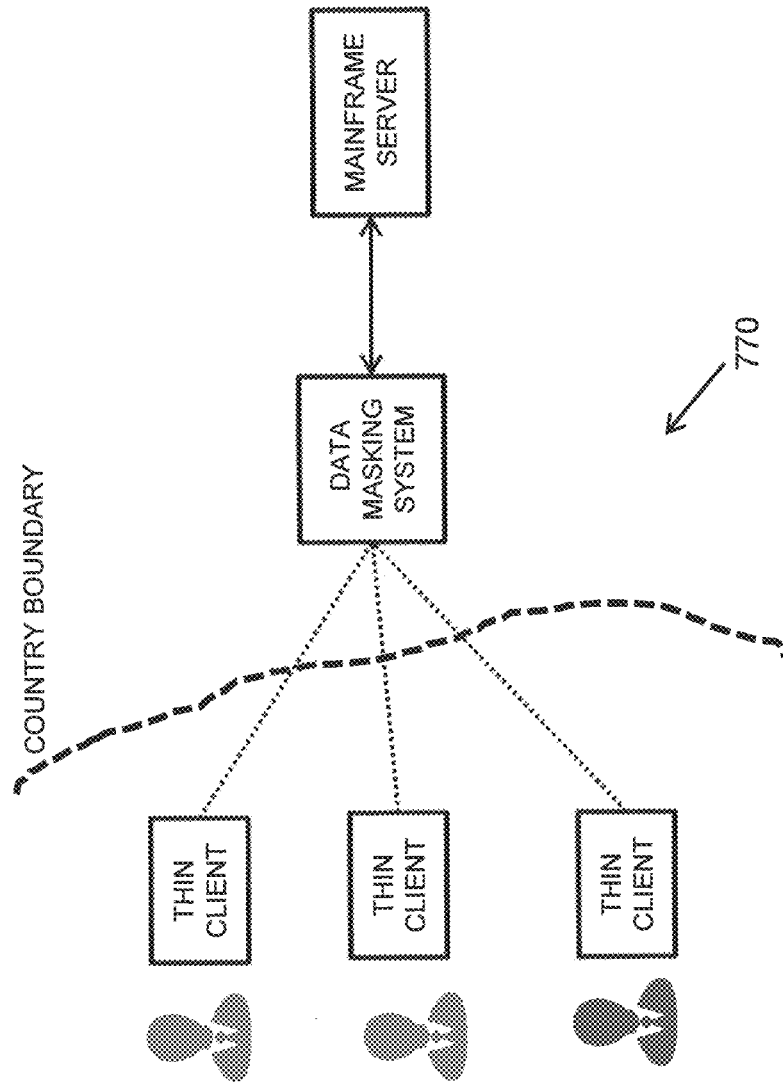 COUNTRY BOUNDARY
THIN
CLIENT
THIN
CLIENT
THIN
CLIENT
DATA
MASKING
SYSTEM
MAINFRAME
SERVER
770